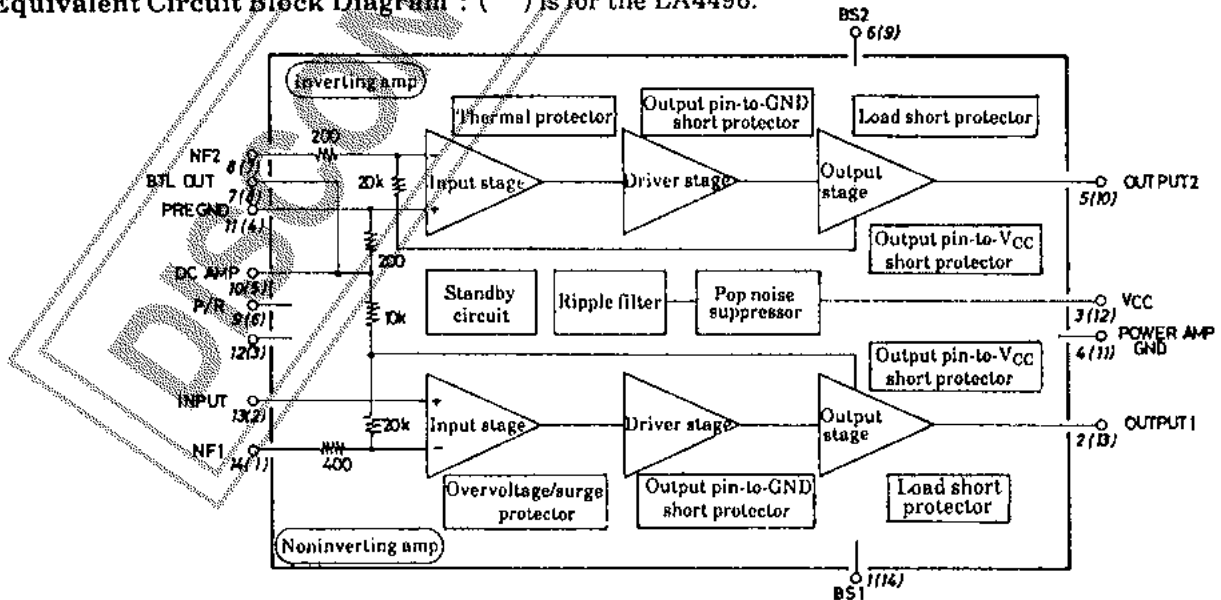 Equivalent Circuit Block Diagram : ( ) is for the LA4498.
BS2
6(9)
Inverting amp
Thermal protector
Output pin-to-GND
short protector
Load short protector
NF2
8(7)
200
BTL OUT
7(8)
20k
PREGND
11(4)
Input stage
Driver stage
Output
stage
OUTPUT2
5(10)
200
Output pin-to-VCC
short protector
DC AMP
10(5)
P/R
9(6)
10k
Standby
circuit
Ripple filter
Pop noise
suppressor
VCC
3(12)
12(3)
POWER AMP
GND
4(11)
Output pin-to-VCC
short protector
INPUT
13(2)
20k
Input stage
Driver stage
Output
stage
OUTPUT1
2(13)
NF1
14(1)
400
Overvoltage/surge
protector
Output pin-to-GND
short protector
Load short
protector
Noninverting amp
BS1
1(14)
DISCON